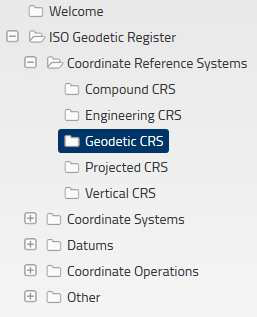 Welcome
ISO Geodetic Register
Coordinate Reference Systems
Compound CRS
Engineering CRS
Geodetic CRS
Projected CRS
Vertical CRS
Coordinate Systems
Datums
Coordinate Operations
Other